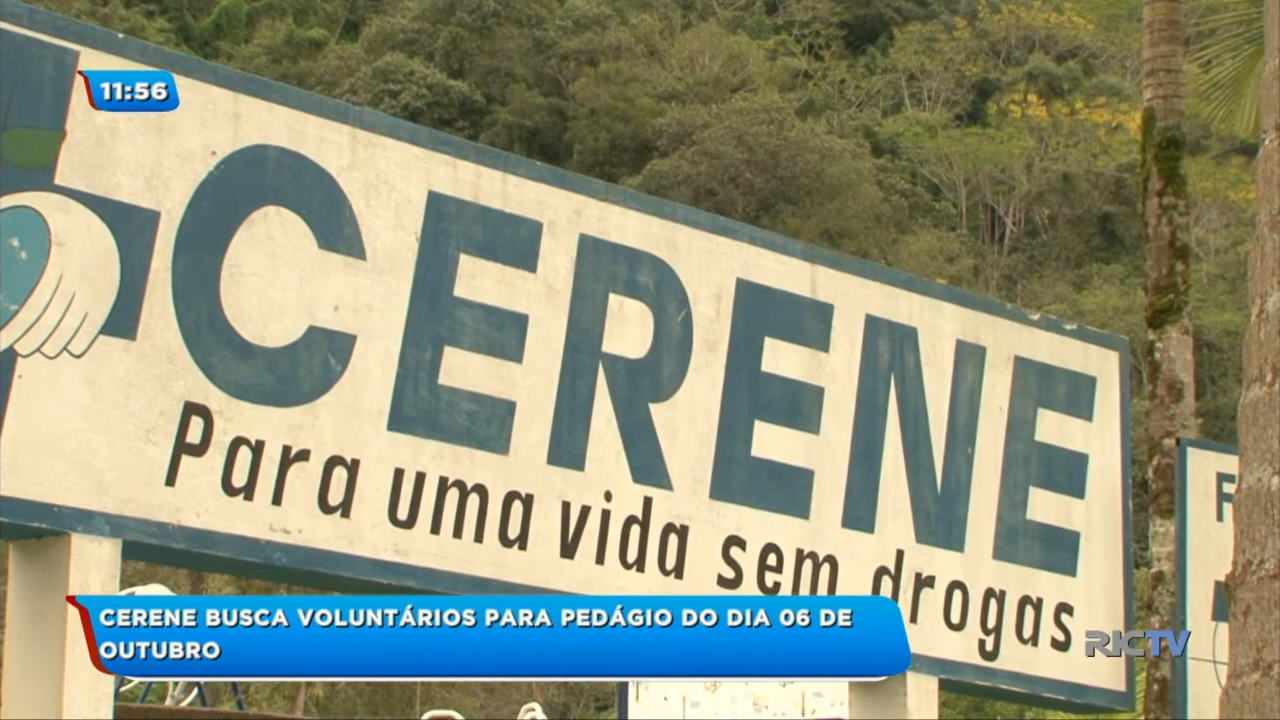 11:56
CERENE
Para uma vida sem drogas
F
CERENE BUSCA VOLUNTÁRIOS PARA PEDÁGIO DO DIA 06 DE
OUTUBRO
RICTV